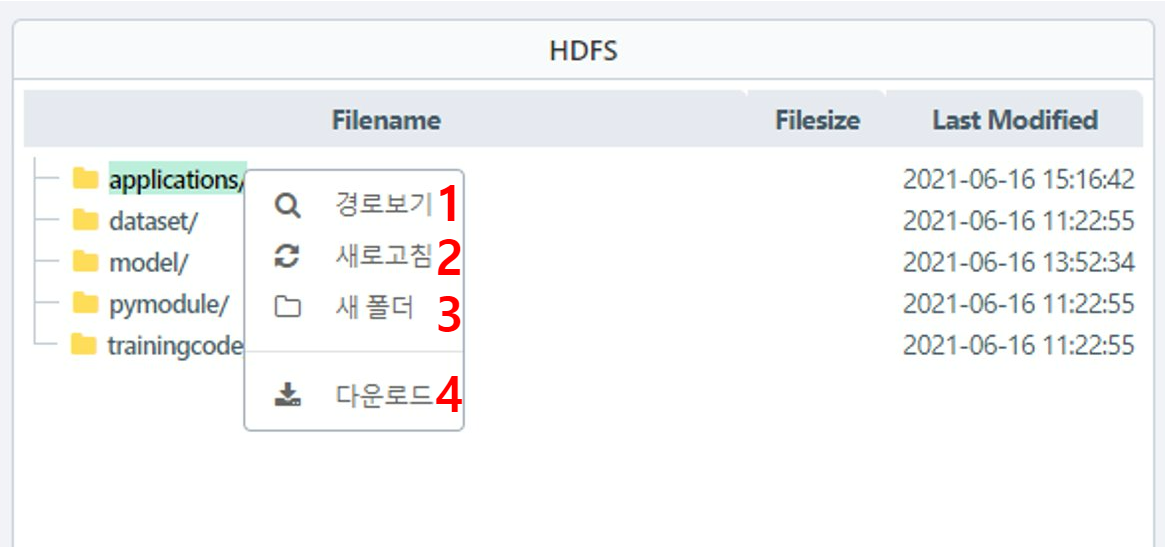 HDFS
Filename Filesize Last Modified
applications/ 2021-06-16 15:16:42
경로보기 1
dataset/ 2021-06-16 11:22:55
새로고침 2
model/ 2021-06-16 13:52:34
pymodule/ 2021-06-16 11:22:55
새 폴더 3
trainingcode 2021-06-16 11:22:55
다운로드 4